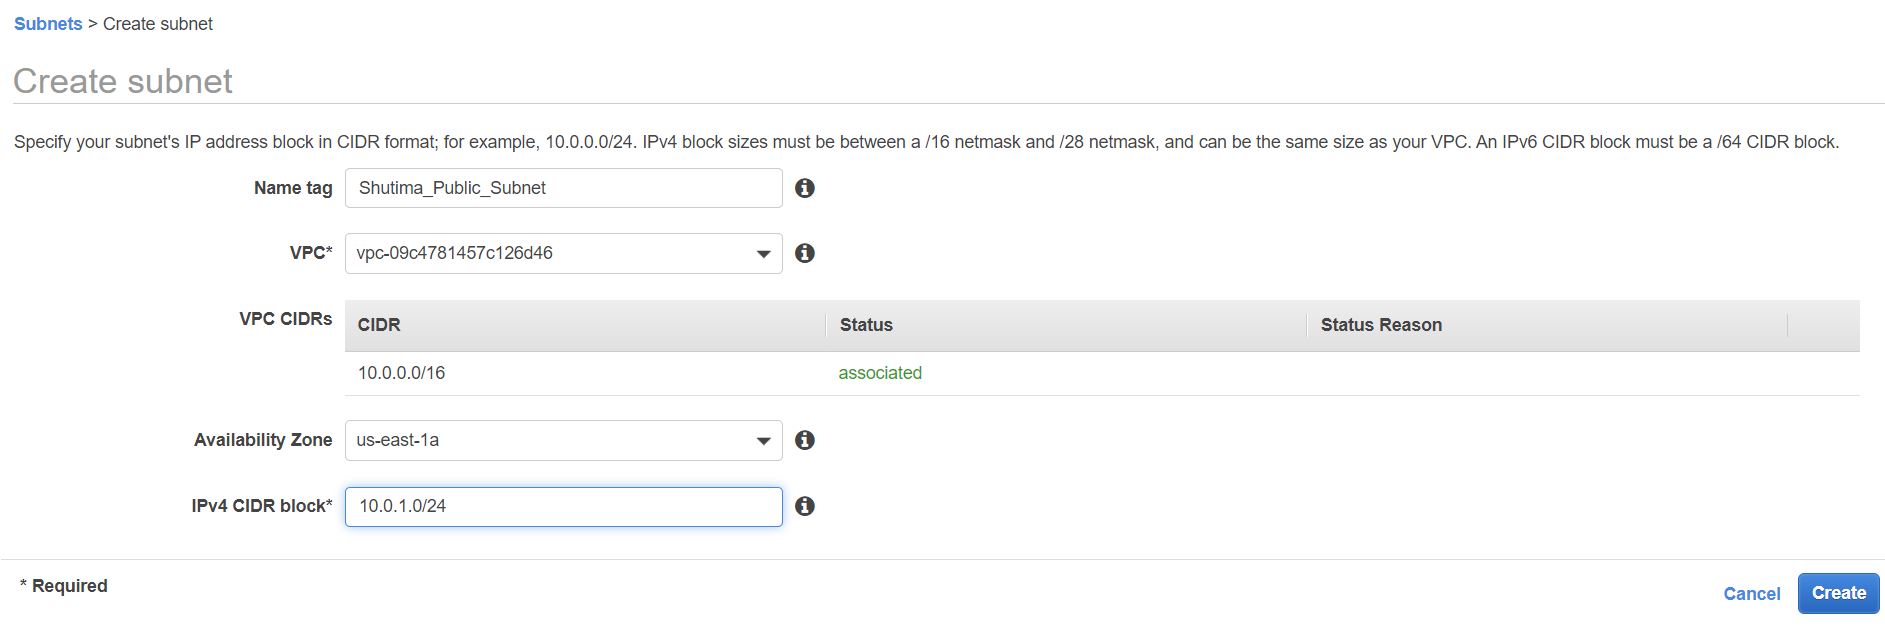 Subnets > Create subnet
Create subnet
Specify your subnet's IP address block in CIDR format; for example, 10.0.0.0/24. IPv4 block sizes must be between a /16 netmask and /28 netmask, and can be the same size as your VPC. An IPv6 CIDR block must be a /64 CIDR block.
Name tag Shutima_Public_Subnet
VPC* vpc-09c4781457c126d46
VPC CIDRs CIDR Status Status Reason
10.0.0.0/16 associated
Availability Zone us-east-1a
IPv4 CIDR block* 10.0.1.0/24
* Required
Cancel Create